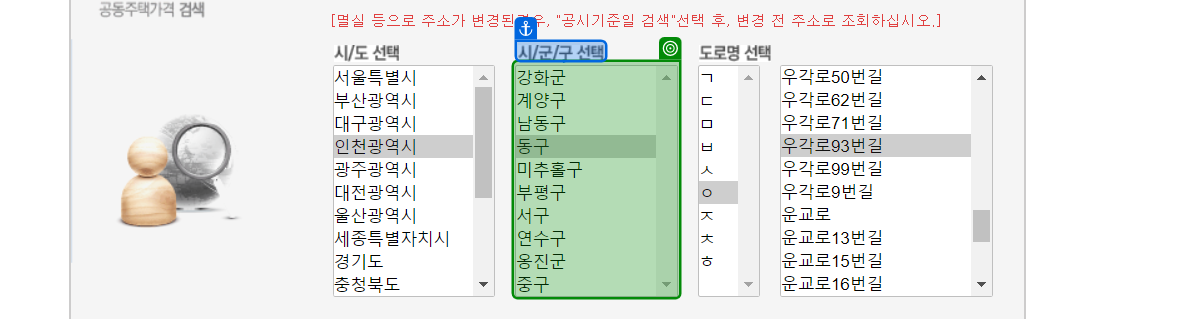 공동주택가격 검색
[멸실 등으로 주소가 변경된 경우, "공시기준일 검색"선택 후, 변경 전 주소로 조회하십시오.]
시/도 선택
서울특별시
부산광역시
대구광역시
인천광역시
광주광역시
대전광역시
울산광역시
세종특별자치시
경기도
충청북도
시/군/구 선택
강화군
계양구
남동구
동구
미추홀구
부평구
서구
연수구
옹진군
중구
도로명 선택
ㄱ
ㄷ
ㅁ
ㅂ
ㅅ
ㅇ
ㅈ
ㅊ
ㅎ
우각로50번길
우각로62번길
우각로71번길
우각로93번길
우각로99번길
우각로9번길
운교로
운교로13번길
운교로15번길
운교로16번길